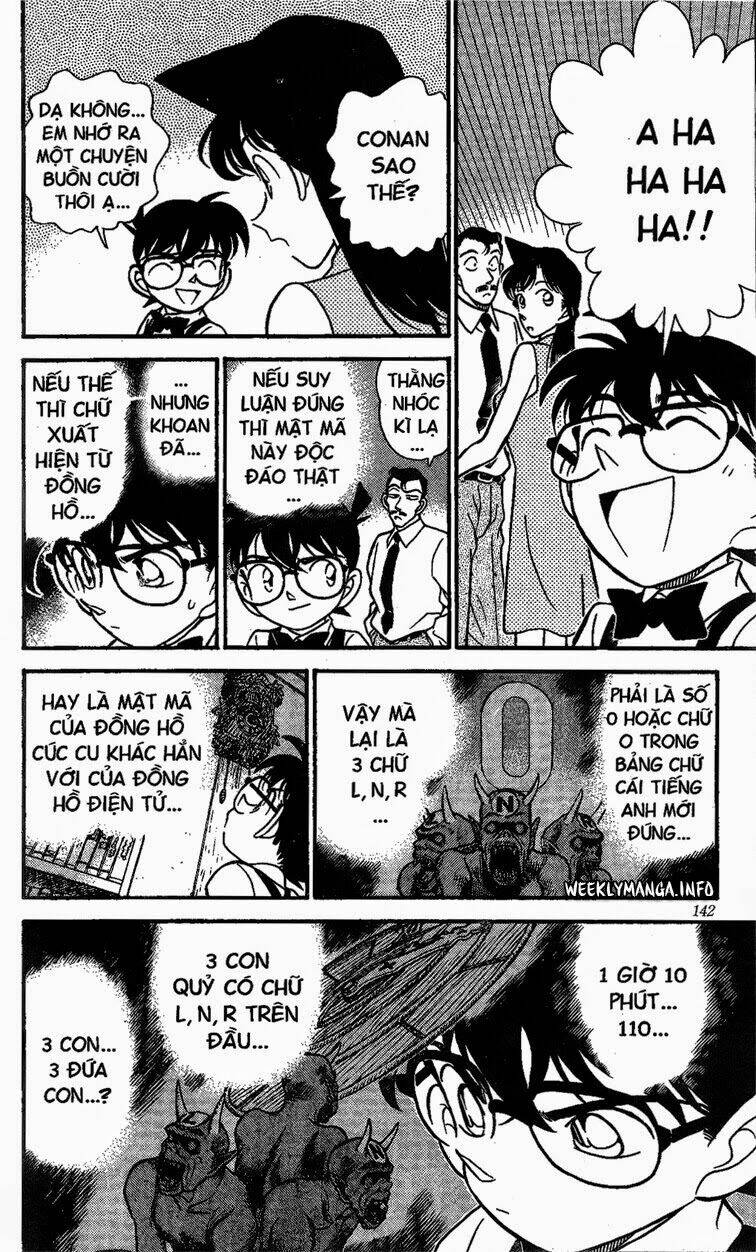 A HA
HA HA
HA!!
CONAN
SAO
THẾ?
DẠ KHÔNG...
EM NHỚ RA
MỘT CHUYỆN
BUỒN CƯỜI
THÔI Ạ...
THẰNG
NHÓC
KÌ LẠ
NẾU SUY
LUẬN ĐÚNG
THÌ MẬT MÃ
NÀY ĐỘC
ĐÁO THẬT
...
...
NHƯNG
KHOAN
ĐÃ...
NẾU THẾ
THÌ CHỮ
XUẤT
HIỆN TỪ
ĐỒNG
HỒ...
PHẢI LÀ SỐ
0 HOẶC CHỮ
O TRONG
BẢNG CHỮ
CÁI TIẾNG
ANH MỚI
ĐÚNG...
0
N
VẬY MÀ
LẠI LÀ
3 CHỮ
L, N, R
...
WEEKLYMANGA.INFO
HAY LÀ MẬT MÃ
CỦA ĐỒNG HỒ
CÚC CU KHÁC HẲN
VỚI CỦA ĐỒNG
HỒ ĐIỆN TỬ...
142
1 GIỜ 10
PHÚT...
110...
3 CON
QUỶ CÓ CHỮ
L, N, R TRÊN
ĐẦU...
3 CON...
3 ĐỨA
CON...?